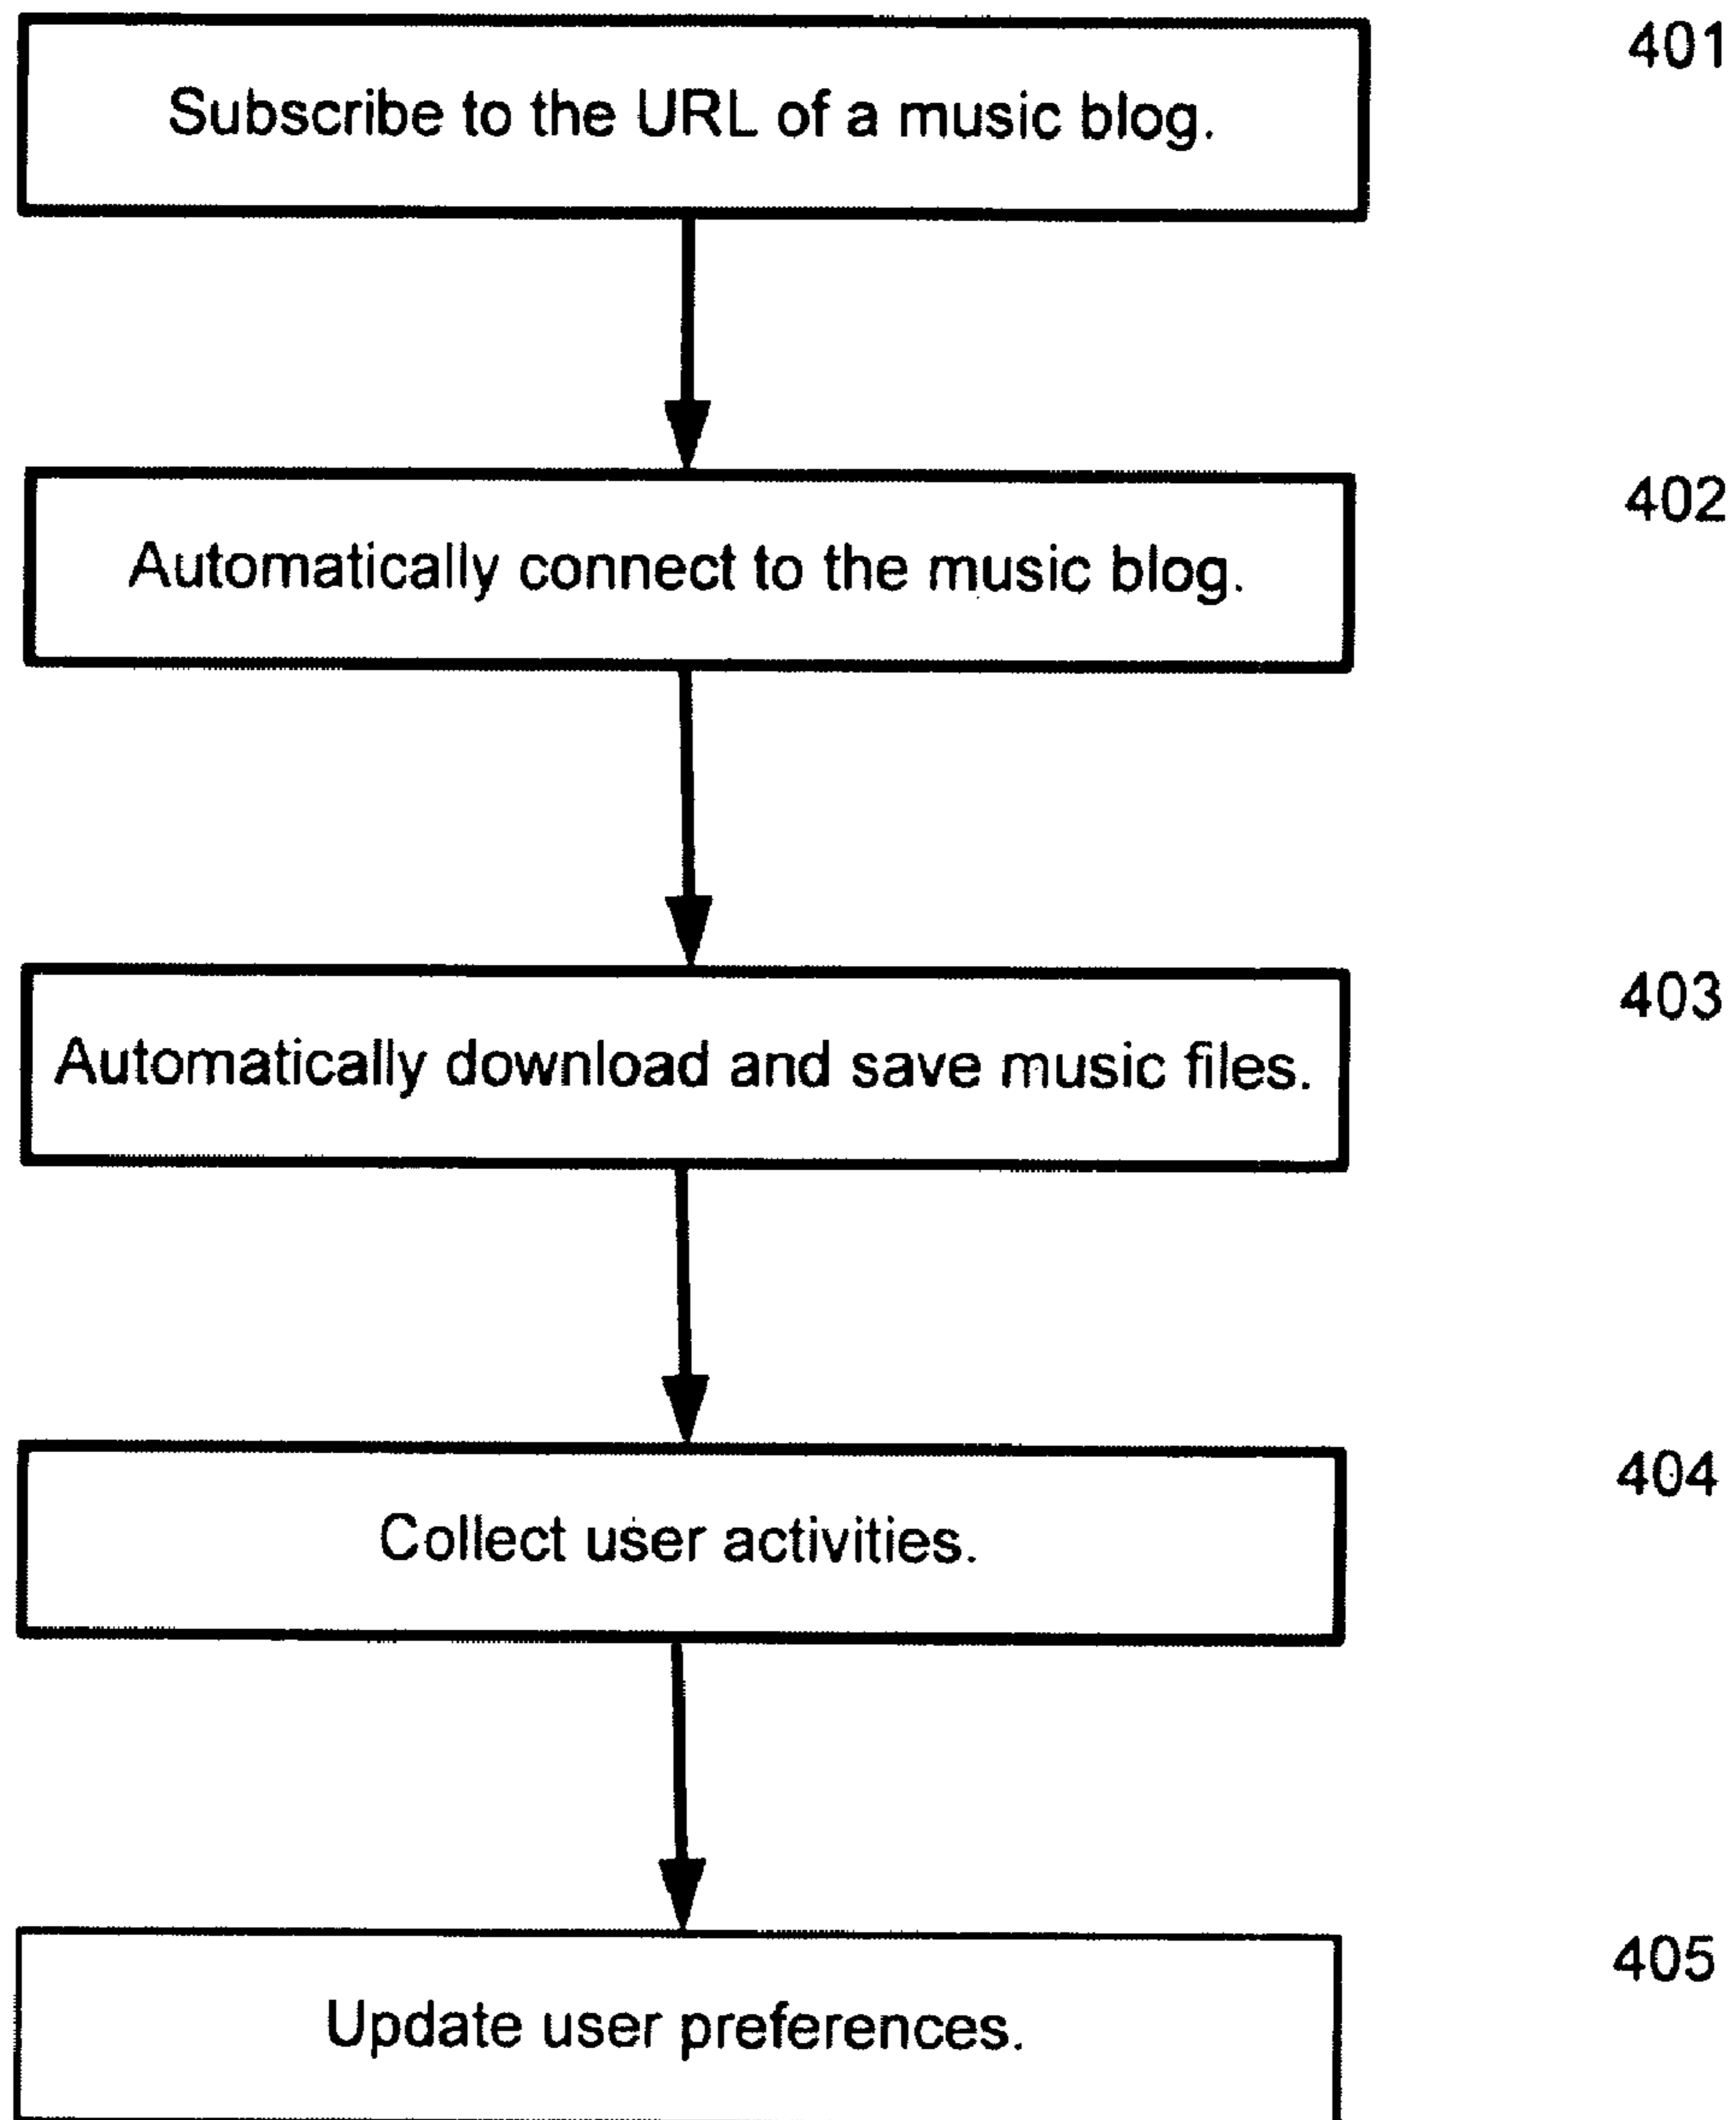 401
Subscribe to the URL of a music blog.
402
Automatically connect to the music blog.
403
Automatically download and save music files.
404
Collect user activities.
405
Update user preferences.